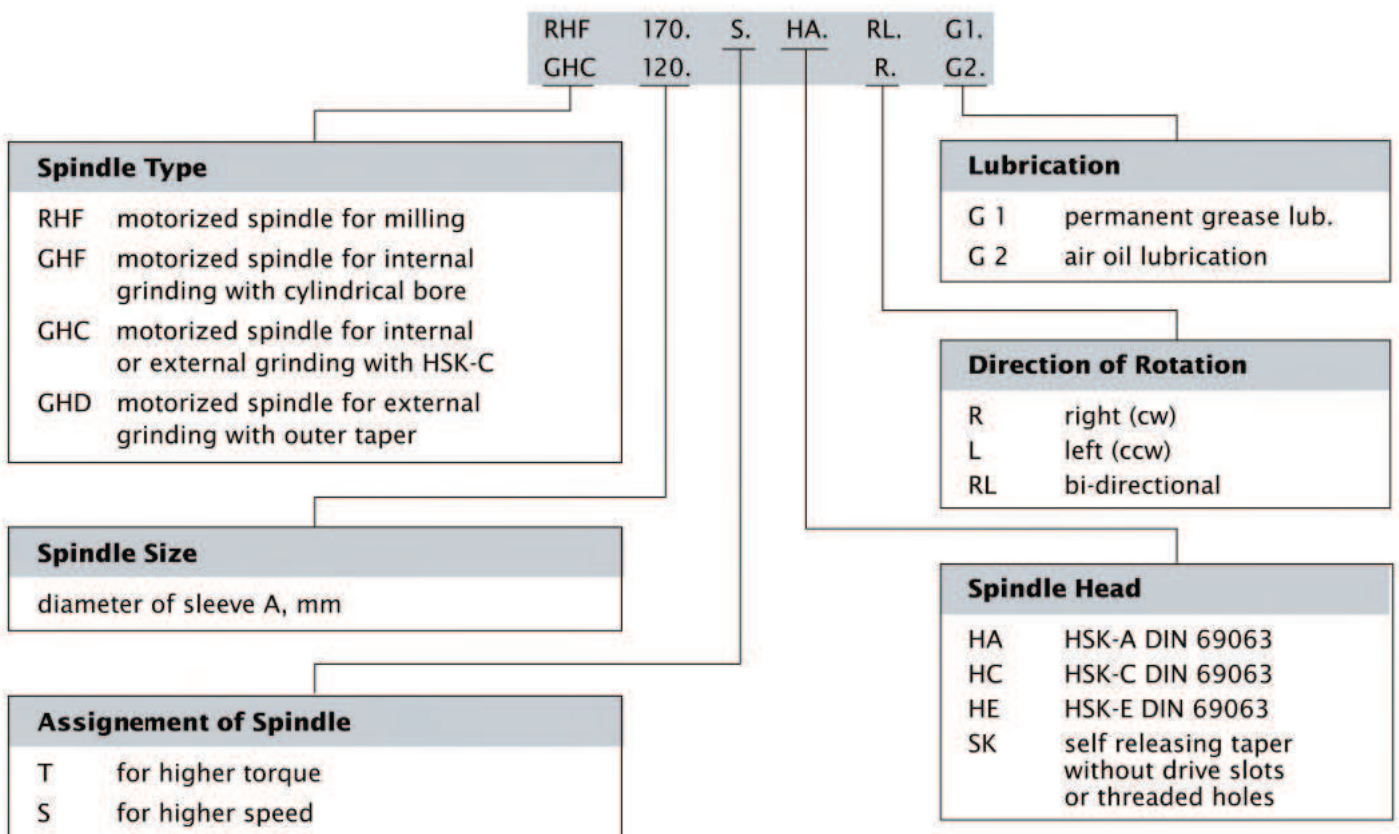 RHF 170. S. HA. RL. G1.
GHC 120. R. G2.
Spindle Type
RHF motorized spindle for milling
GHF motorized spindle for internal
grinding with cylindrical bore
GHC motorized spindle for internal
or external grinding with HSK-C
GHD motorized spindle for external
grinding with outer taper
Spindle Size
diameter of sleeve A, mm
Assignement of Spindle
T for higher torque
S for higher speed
Lubrication
G 1 permanent grease lub.
G 2 air oil lubrication
Direction of Rotation
R right (cw)
L left (ccw)
RL bi-directional
Spindle Head
HA HSK-A DIN 69063
HC HSK-C DIN 69063
HE HSK-E DIN 69063
SK self releasing taper
without drive slots
or threaded holes